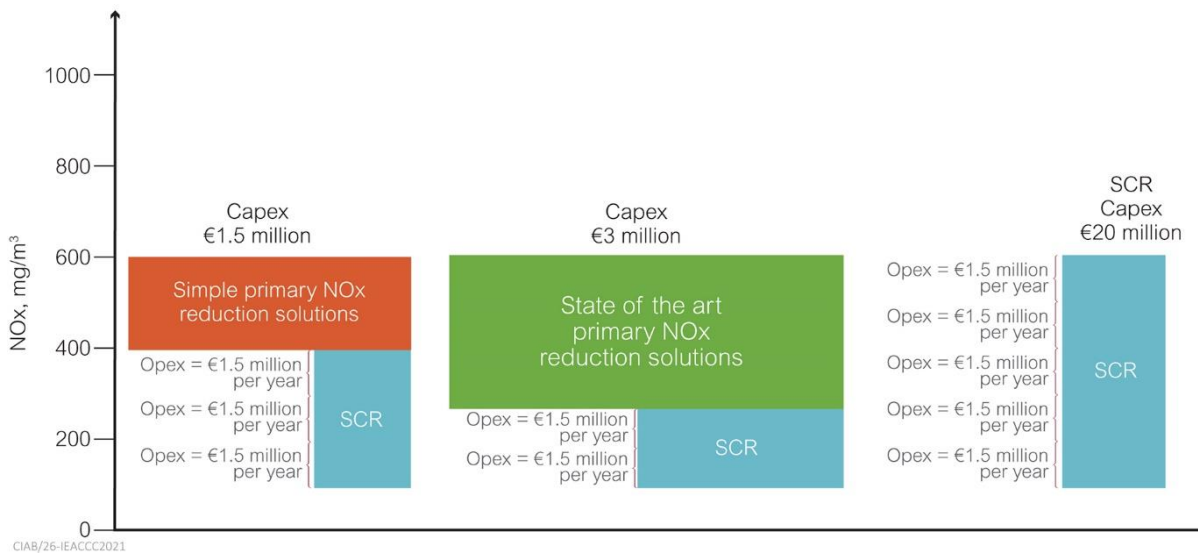 NOx, mg/m³
1000
800
600
400
200
0
Capex
€1.5 million
Simple primary NOx
reduction solutions
Opex = €1.5 million
per year
Opex = €1.5 million
per year
Opex = €1.5 million
per year
SCR
Capex
€3 million
State of the art
primary NOx
reduction solutions
Opex = €1.5 million
per year
Opex = €1.5 million
per year
SCR
SCR
Capex
€20 million
Opex = €1.5 million
per year
Opex = €1.5 million
per year
Opex = €1.5 million
per year
Opex = €1.5 million
per year
Opex = €1.5 million
per year
SCR
CIAB/26-IEACCC2021